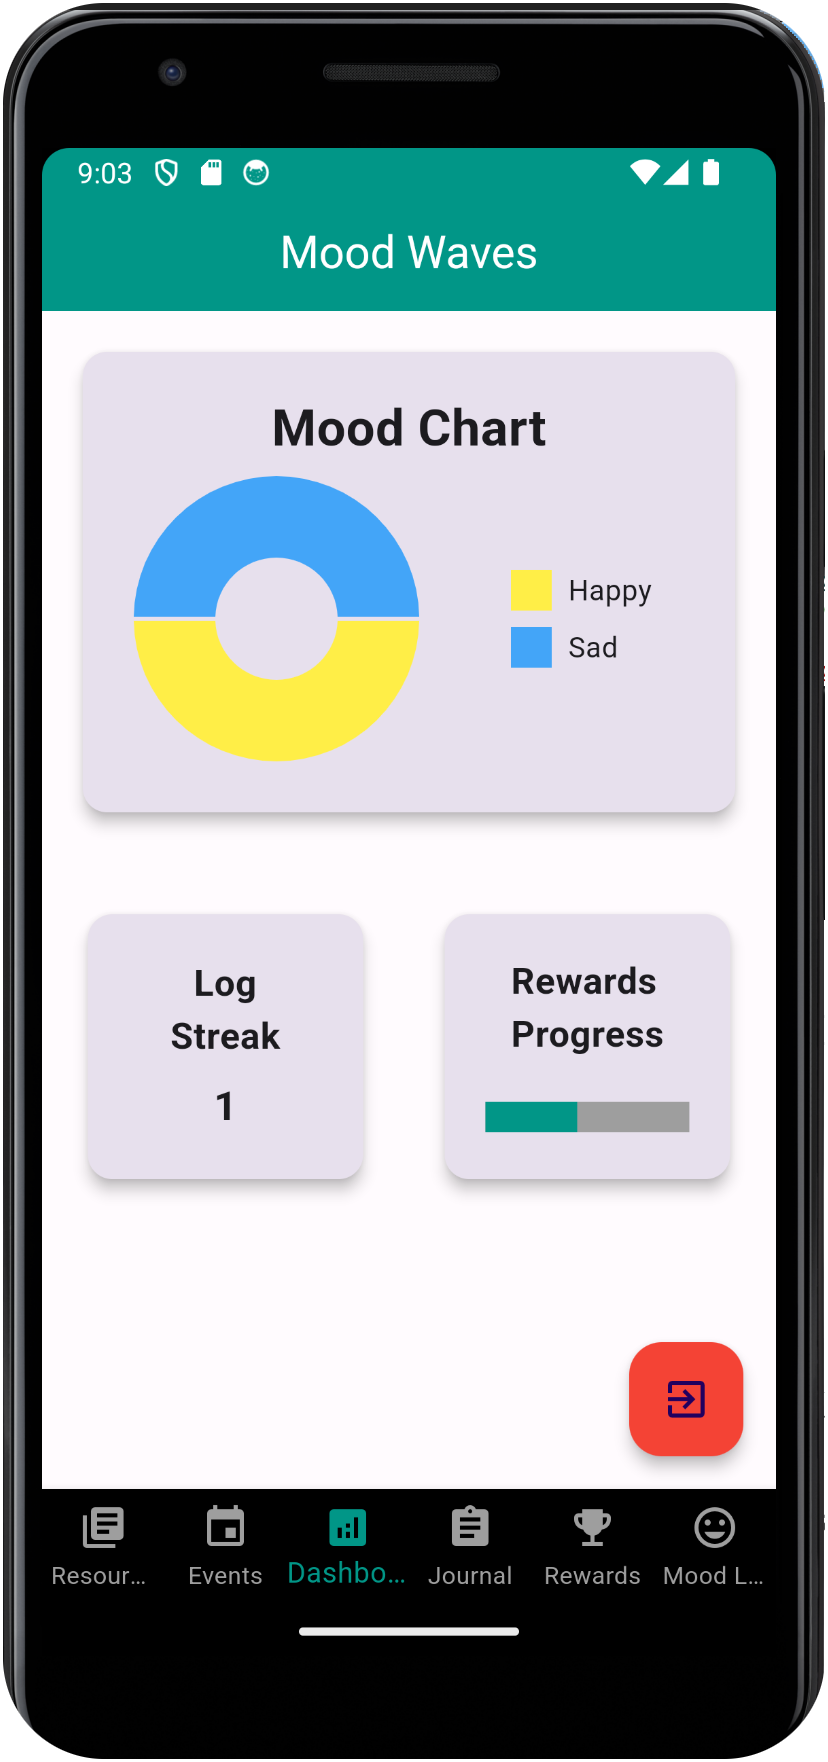 9:03
Mood Waves
Mood Chart
Happy
Sad
Log
Streak
1
Rewards
Progress
Resour...
Events
Dashbo...
Journal
Rewards
Mood L...